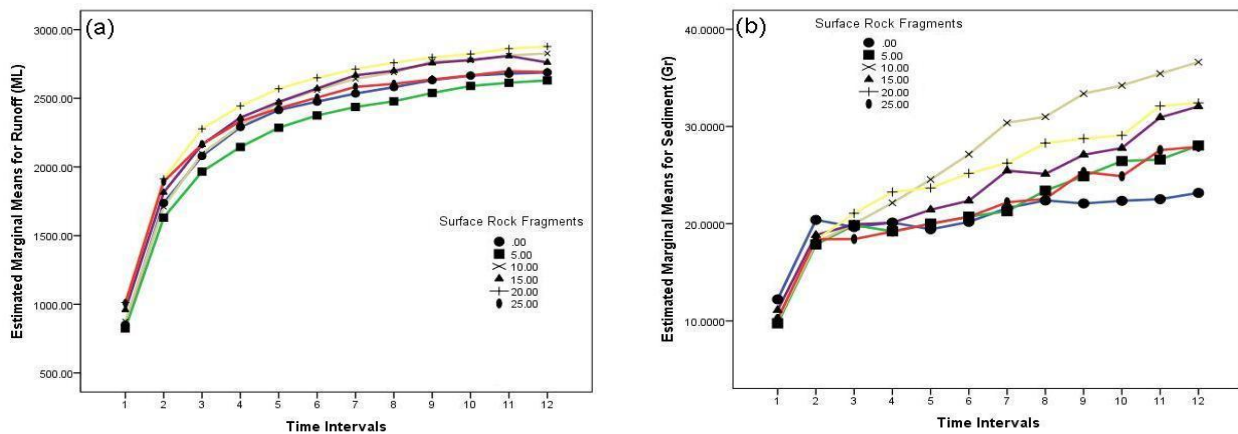 (a)
Estimated Marginal Means for Runoff (ML)
3000.00
2500.00
2000.00
1500.00
1000.00
500.00
Surface Rock Fragments
.00
5.00
10.00
15.00
20.00
25.00
1 2 3 4 5 6 7 8 9 10 11 12
Time Intervals
(b)
Estimated Marginal Means for Sediment (Gr)
40.0000
30.0000
20.0000
10.0000
Surface Rock Fragments
.00
5.00
10.00
15.00
20.00
25.00
1 2 3 4 5 6 7 8 9 10 11 12
Time Intervals